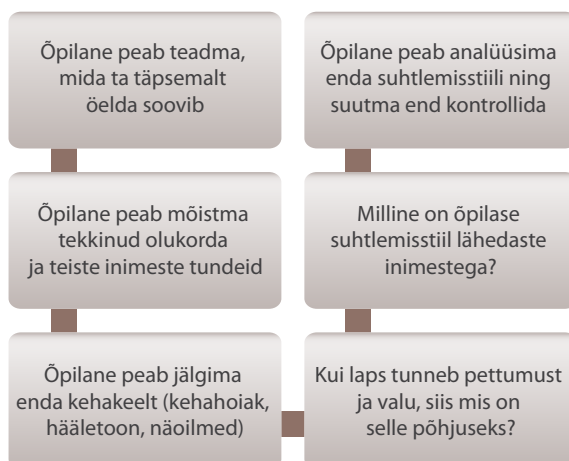 Õpilane peab teadma,
mida ta täpsemalt
öelda soovib
Õpilane peab mõistma
tekkinud olukorda
ja teiste inimeste tundeid
Õpilane peab jälgima
enda kehakeelt (kehahoiak,
hääletoon, näoilmed)
Kui laps tunneb pettumust
ja valu, siis mis on
selle põhjuseks?
Milline on õpilase
suhtlemisstiil lähedaste
inimestega?
Õpilane peab analüüsima
enda suhtlemisstiili ning
suutma end kontrollida